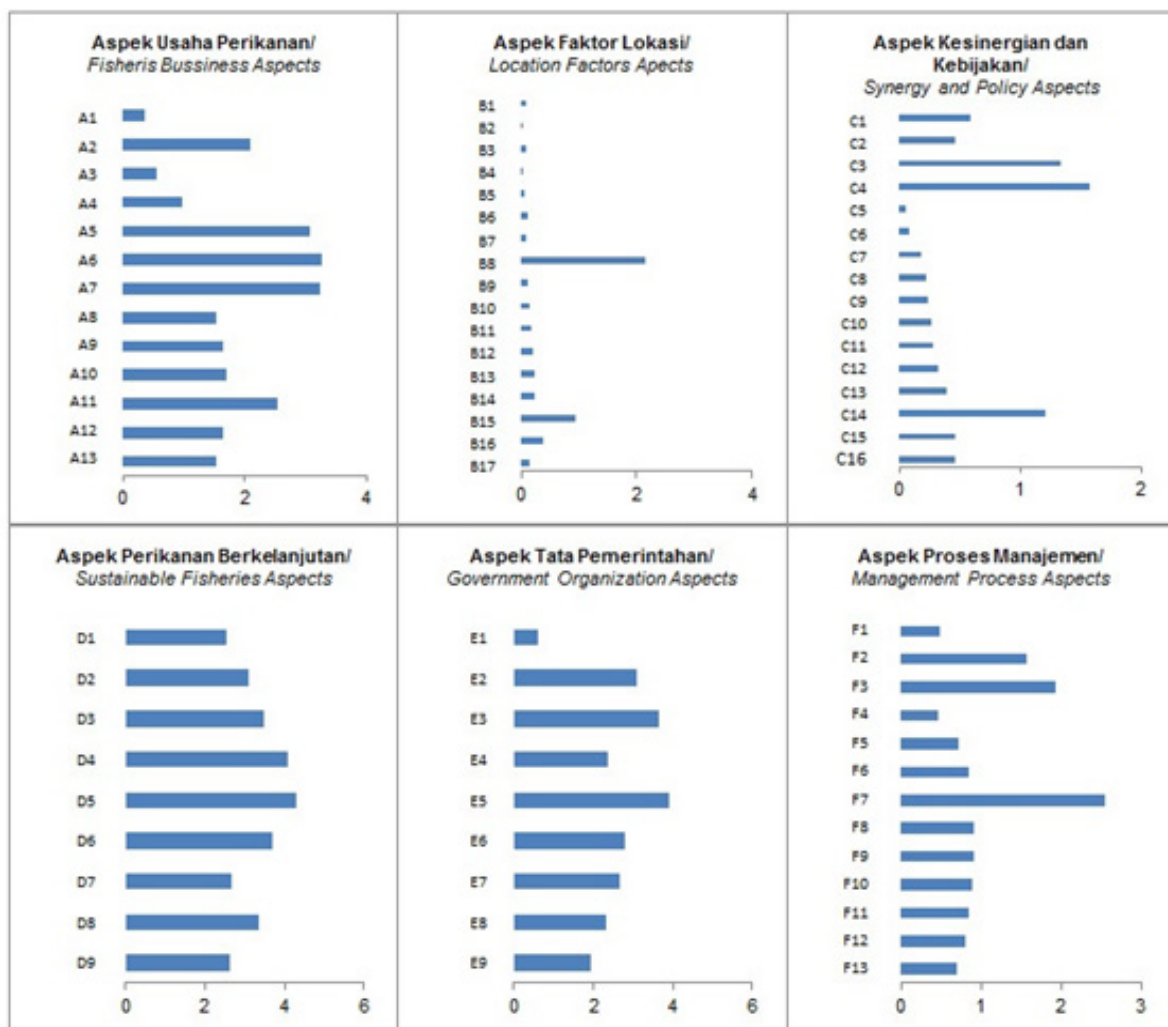 Aspek Usaha Perikanan/
Fisheris Bussiness Aspects
A1
A2
A3
A4
A5
A6
A7
A8
A9
A10
A11
A12
A13
0 2 4
Aspek Faktor Lokasi/
Location Factors Apects
B1
B2
B3
B4
B5
B6
B7
B8
B9
B10
B11
B12
B13
B14
B15
B16
B17
0 2 4
Aspek Kesinergian dan
Kebijakan/
Synergy and Policy Aspects
C1
C2
C3
C4
C5
C6
C7
C8
C9
C10
C11
C12
C13
C14
C15
C16
0 1 2
Aspek Perikanan Berkelanjutan/
Sustainable Fisheries Aspects
D1
D2
D3
D4
D5
D6
D7
D8
D9
0 2 4 6
Aspek Tata Pemerintahan/
Government Organization Aspects
E1
E2
E3
E4
E5
E6
E7
E8
E9
0 2 4 6
Aspek Proses Manajemen/
Management Process Aspects
F1
F2
F3
F4
F5
F6
F7
F8
F9
F10
F11
F12
F13
0 1 2 3